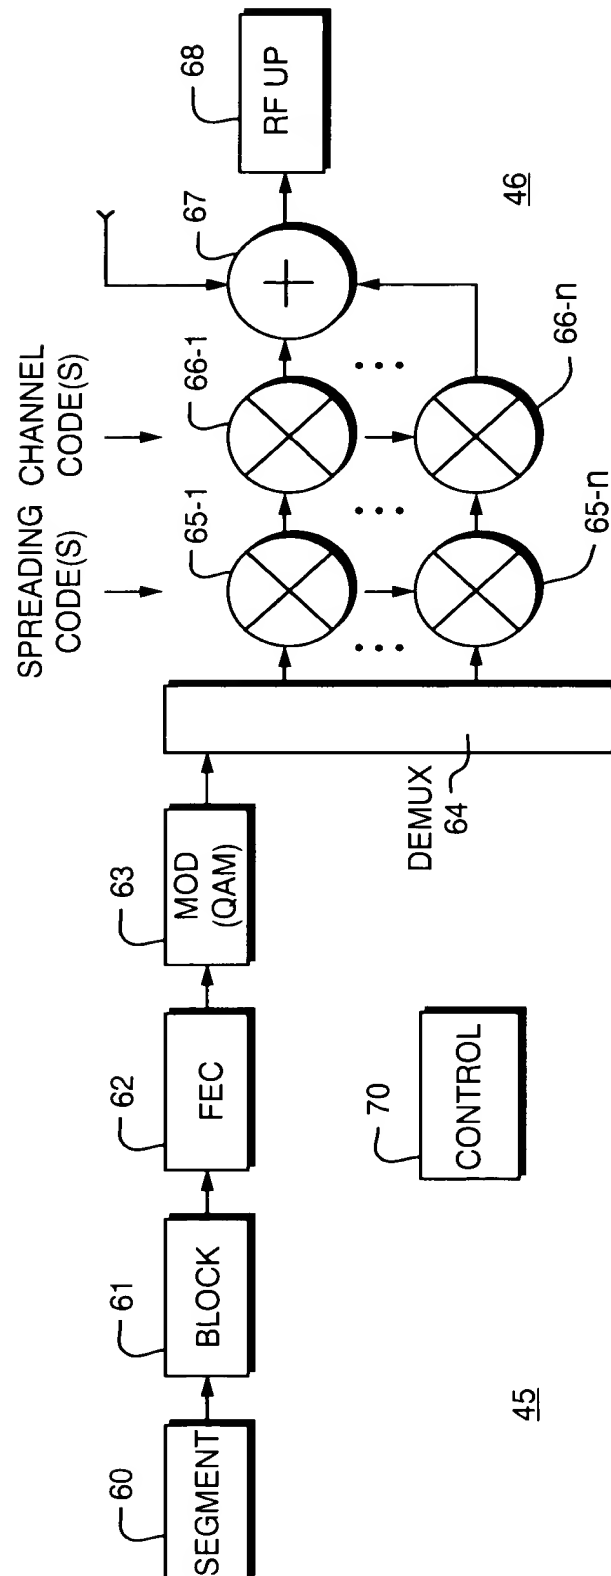 60
SEGMENT
61
BLOCK
62
FEC
63
MOD
(QAM)
DEMUX
64
SPREADING
CODE(S)
CHANNEL
CODE(S)
65-1
66-1
67
68
RF UP
65-n
66-n
70
CONTROL
45
46